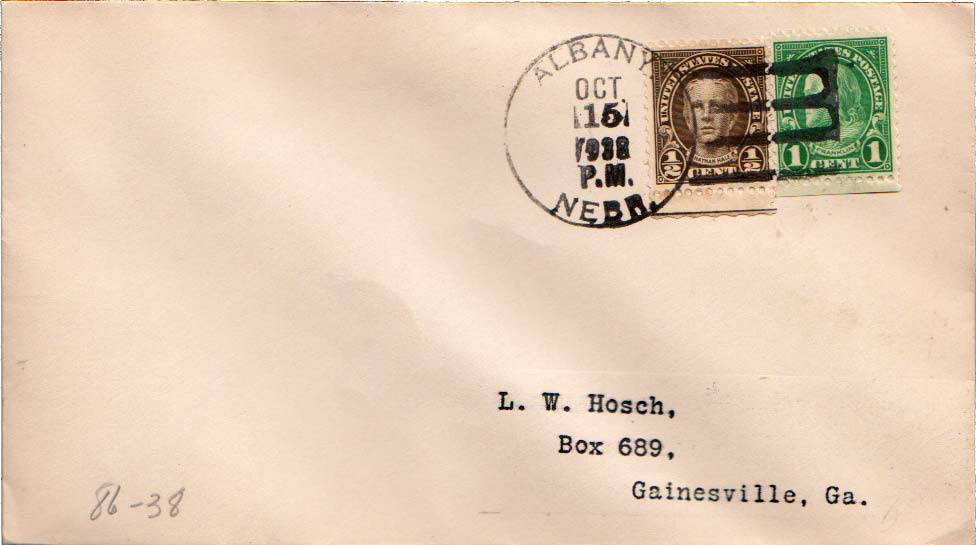 ALBANY
OCT
15
1938
P.M.
NEBR.
UNITED STATES POSTAGE
NATHAN HALE
1/2 CENT 1/2
UNITED STATES POSTAGE
FRANKLIN
1 CENT 1
L. W. Hosch,
Box 689,
Gainesville, Ga.
86-38